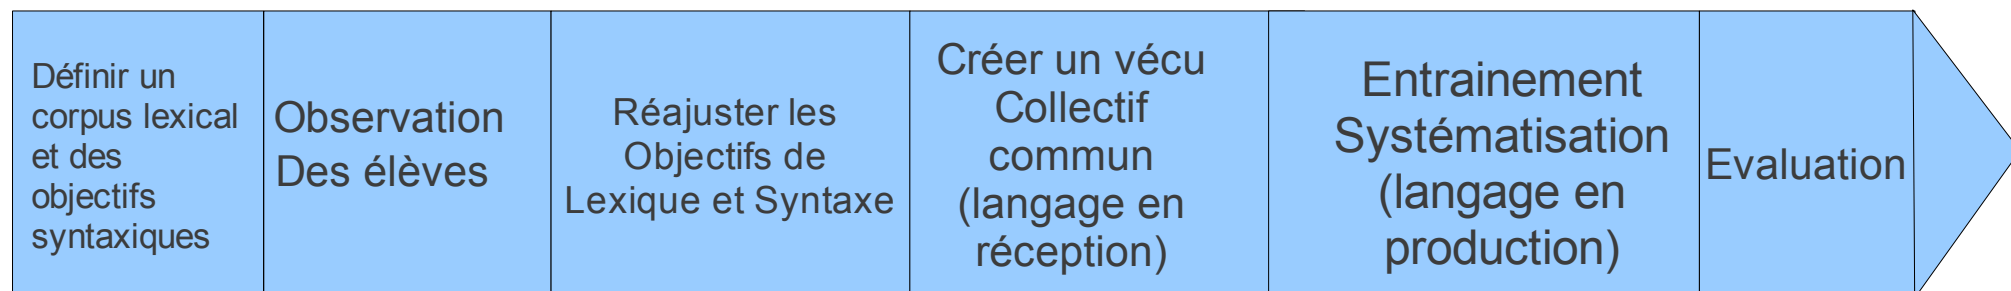 Définir un
corpus lexical
et des
objectifs
syntaxiques
Observation
Des élèves
Réajuster les
Objectifs de
Lexique et Syntaxe
Créer un vécu
Collectif
commun
(langage en
réception)
Entrainement
Systématisation
(langage en
production)
Evaluation